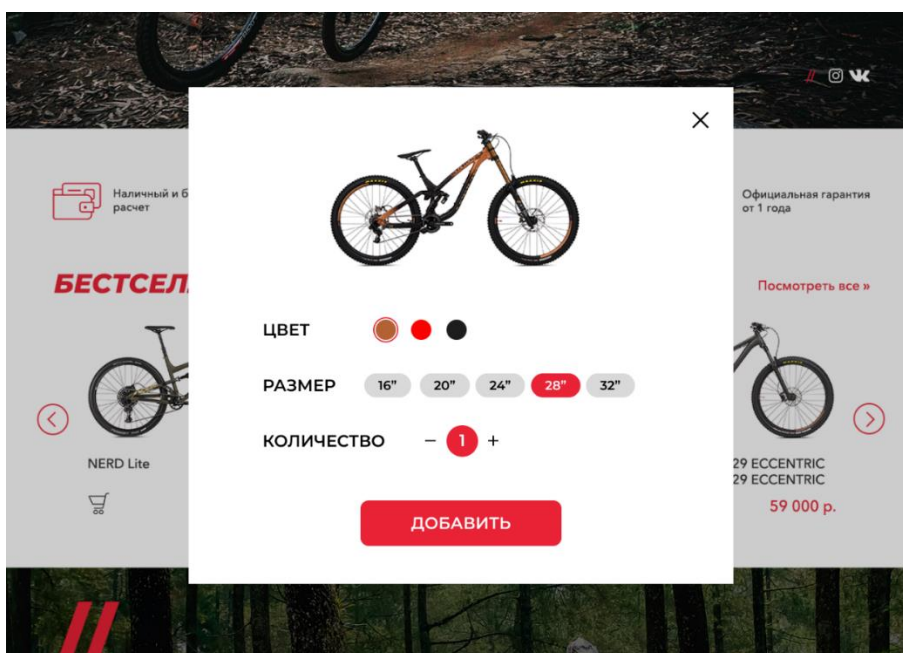 Наличный и б
расчет
Официальная гарантия
от 1 года
БЕСТСЕЛ
Посмотреть все »
ЦВЕТ
РАЗМЕР 16” 20” 24” 28” 32”
КОЛИЧЕСТВО – 1 +
ДОБАВИТЬ
NERD Lite
29 ECCENTRIC
29 ECCENTRIC
59 000 р.